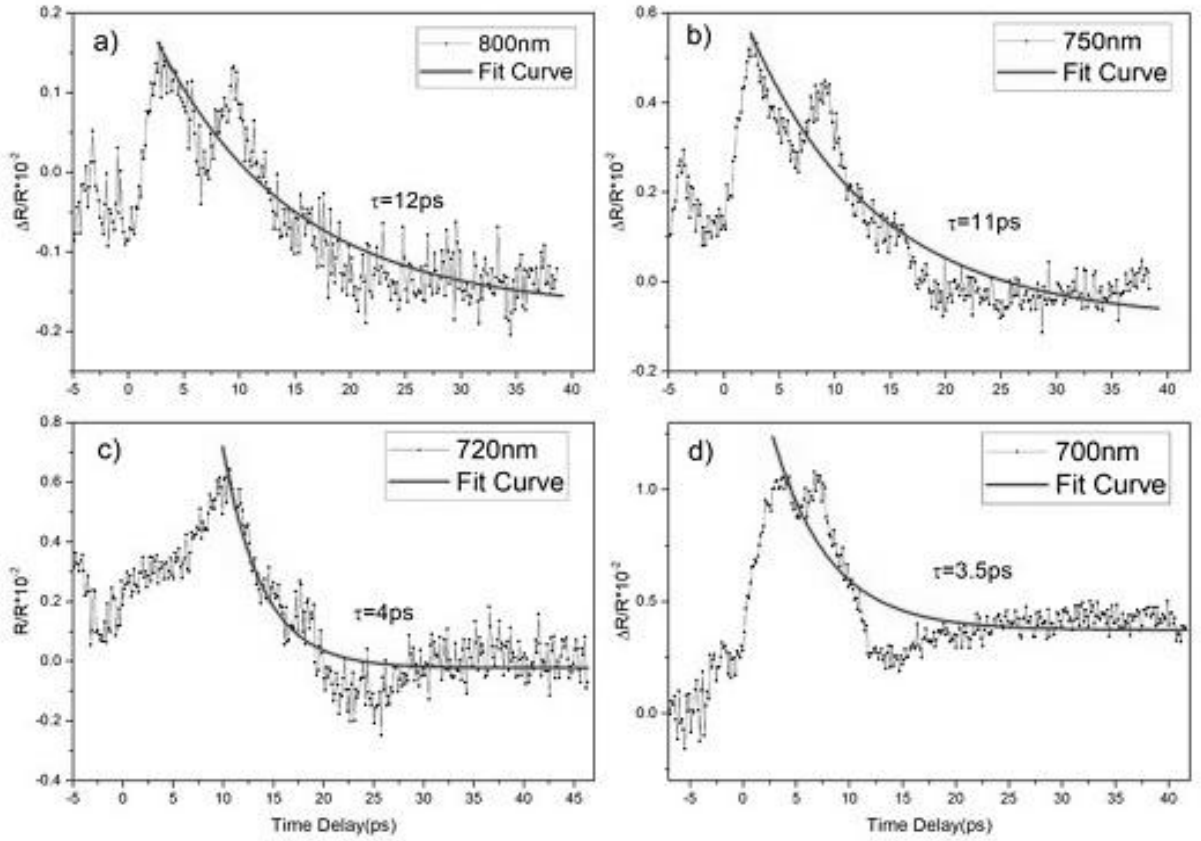 a)
800nm
Fit Curve
τ=12ps
ΔR/R*10⁻²
0.2
0.1
0.0
-0.1
-0.2
-5 0 5 10 15 20 25 30 35 40
b)
750nm
Fit Curve
τ=11ps
ΔR/R*10⁻²
0.6
0.4
0.2
0.0
-0.2
-5 0 5 10 15 20 25 30 35 40
c)
720nm
Fit Curve
τ=4ps
R/R*10⁻²
0.8
0.6
0.4
0.2
0.0
-0.2
-0.4
-5 0 5 10 15 20 25 30 35 40 45
Time Delay(ps)
d)
700nm
Fit Curve
τ=3.5ps
ΔR/R*10⁻²
1.0
0.5
0.0
-5 0 5 10 15 20 25 30 35 40
Time Delay(ps)